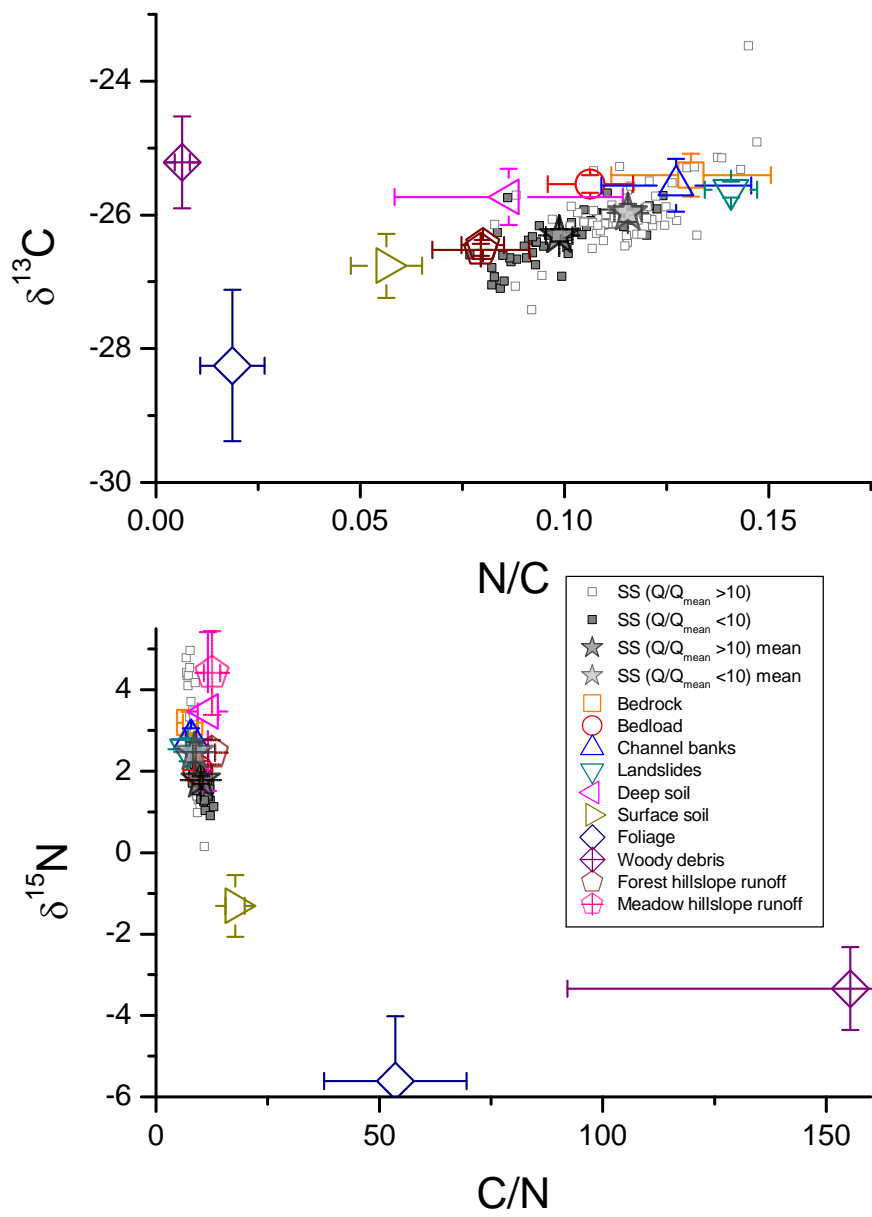 -24
-26
-28
-30
δ13C
0.00
0.05
0.10
0.15
N/C
SS (Q/Qmean >10)
SS (Q/Qmean <10)
SS (Q/Qmean >10) mean
SS (Q/Qmean <10) mean
Bedrock
Bedload
Channel banks
Landslides
Deep soil
Surface soil
Foliage
Woody debris
Forest hillslope runoff
Meadow hillslope runoff
4
2
0
-2
-4
-6
δ15N
0
50
100
150
C/N